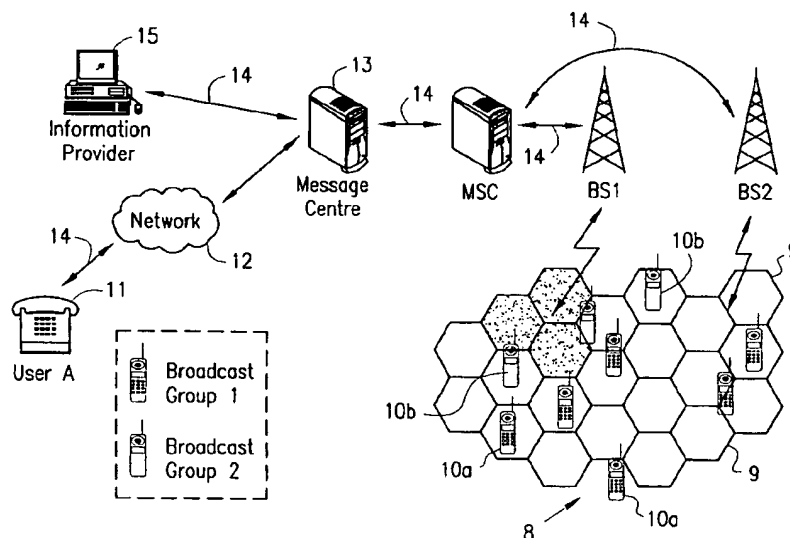 15
14
Information
Provider
13
14
Message
Centre
MSC
14
14
BS1
BS2
Network
12
14
11
User A
Broadcast
Group 1
Broadcast
Group 2
10b
9
10b
10a
9
10a
8